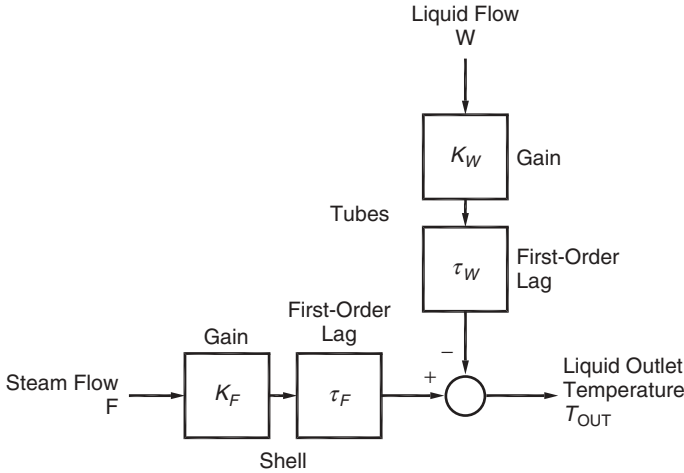 Liquid Flow
W
K_W
Gain
Tubes
τ_W
First-Order
Lag
First-Order
Lag
Gain
Steam Flow
F
K_F
τ_F
+
−
Liquid Outlet
Temperature
T_OUT
Shell